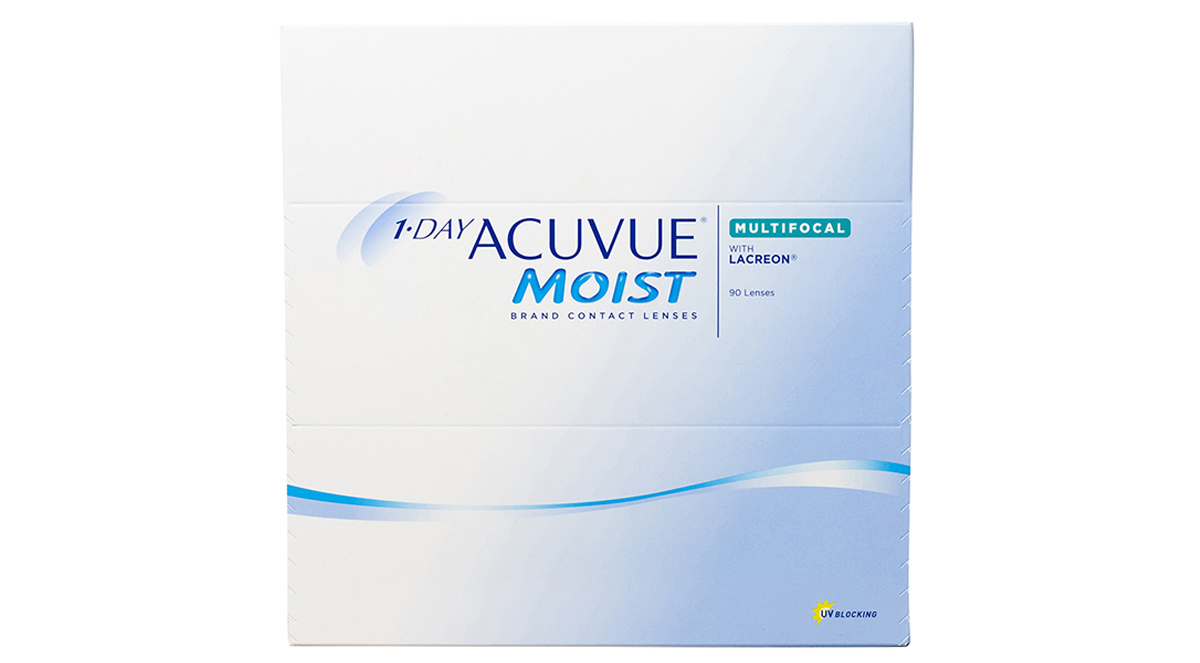 1·DAY ACUVUE®
MOIST
BRAND CONTACT LENSES
MULTIFOCAL
WITH
LACREON®
90 Lenses
UV BLOCKING